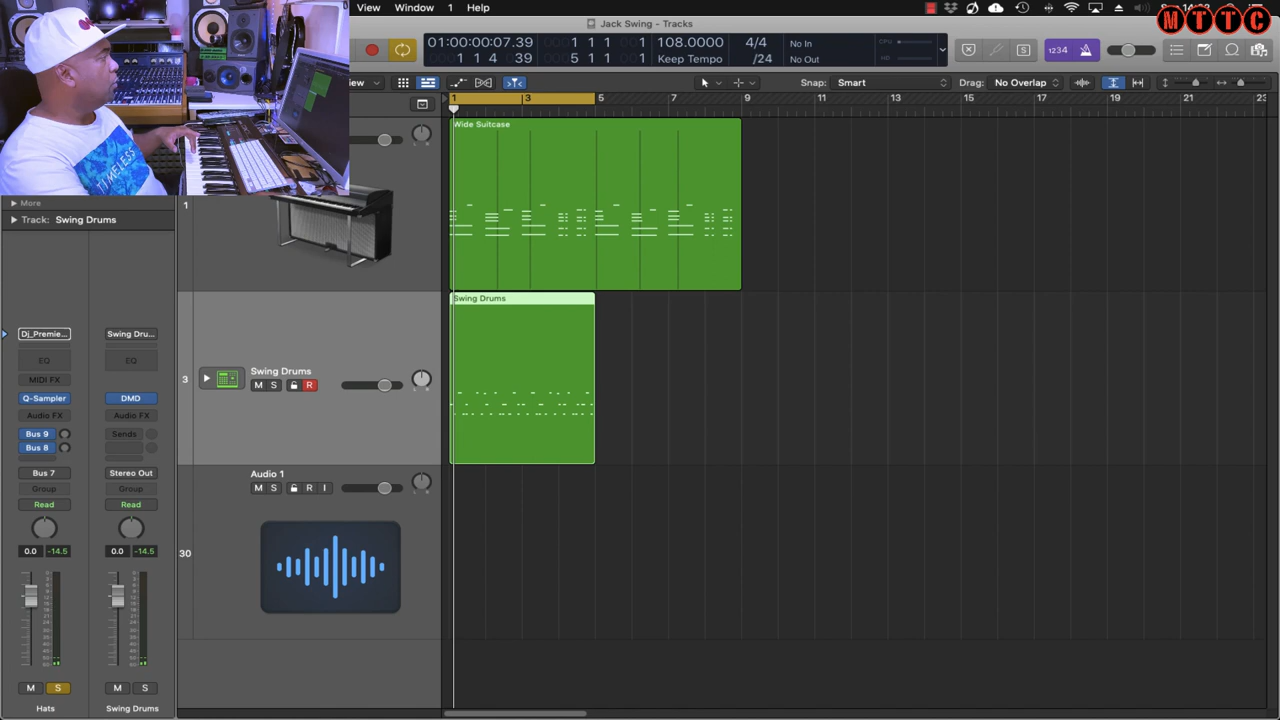 View Window 1 Help
MTTC
Jack Swing - Tracks
01:00:00:07.39
1 4 39
1 1 1
5 1 1 1
108.0000
Keep Tempo
4/4
/24
No In
No Out
CPU
HD
1234
iew
Snap: Smart
Drag: No Overlap
1 3 5 7 9 11 13 15 17 19 21 23
TIMELESS
More
Track: Swing Drums
1
Wide Suitcase
Swing Drums
3
Swing Drums
M S R
Audio 1
M S R I
30
Dj_Premie... Swing Dru...
EQ EQ
MIDI FX
Q-Sampler DMD
Audio FX Audio FX
Bus 9 Sends
Bus 8
Bus 7 Stereo Out
Group Group
Read Read
0.0 -14.5 0.0 -14.5
M S M S
Hats Swing Drums